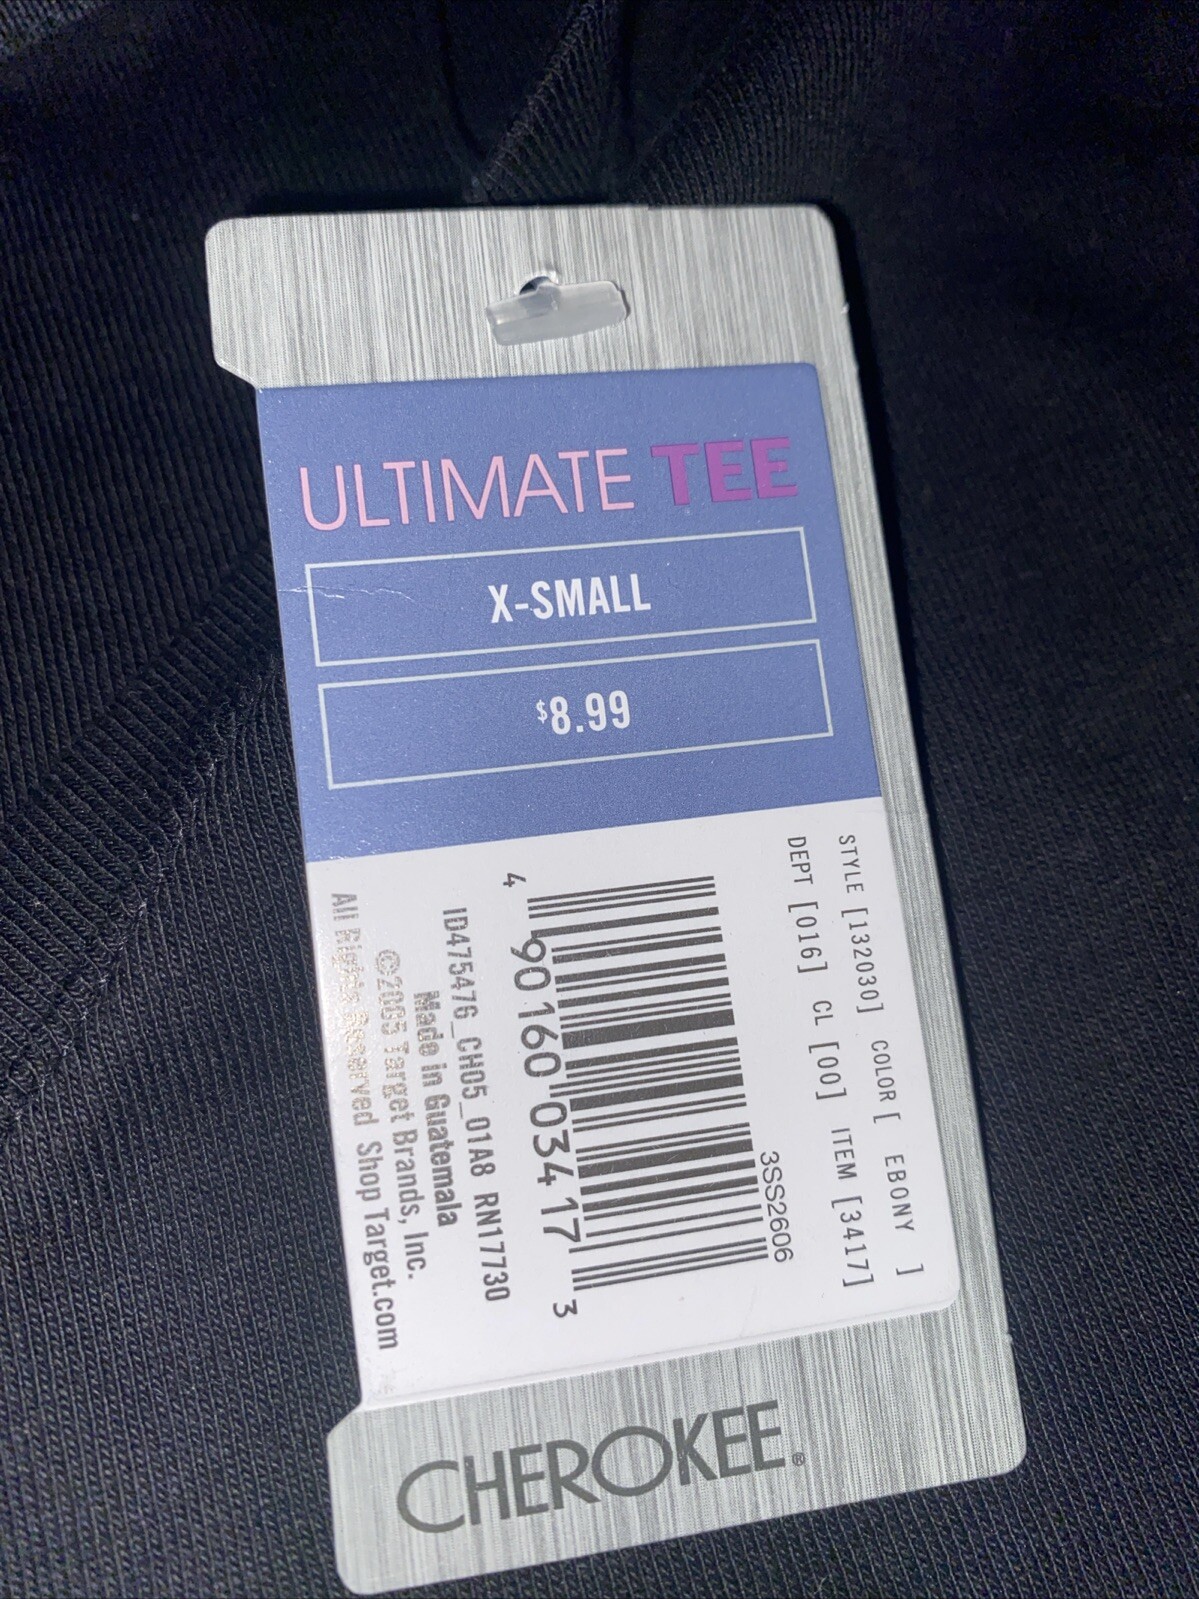 ULTIMATE TEE
X-SMALL
$8.99
STYLE [132030] COLOR [ EBONY ]
DEPT [016] CL [00] ITEM [3417]
3SS2606
4 90160 03417 3
ID475476_CH05_01A8 RN17730
Made in Guatemala
©2005 Target Brands, Inc.
All Rights Reserved Shop Target.com
CHEROKEE®